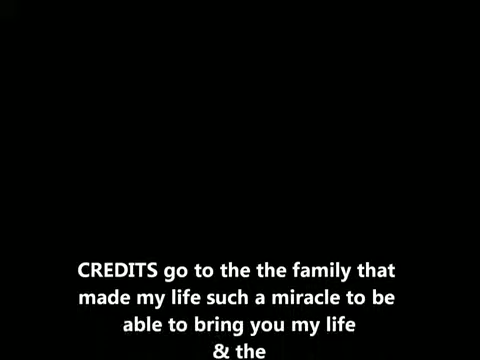 CREDITS go to the the family that
made my life such a miracle to be
able to bring you my life
& the